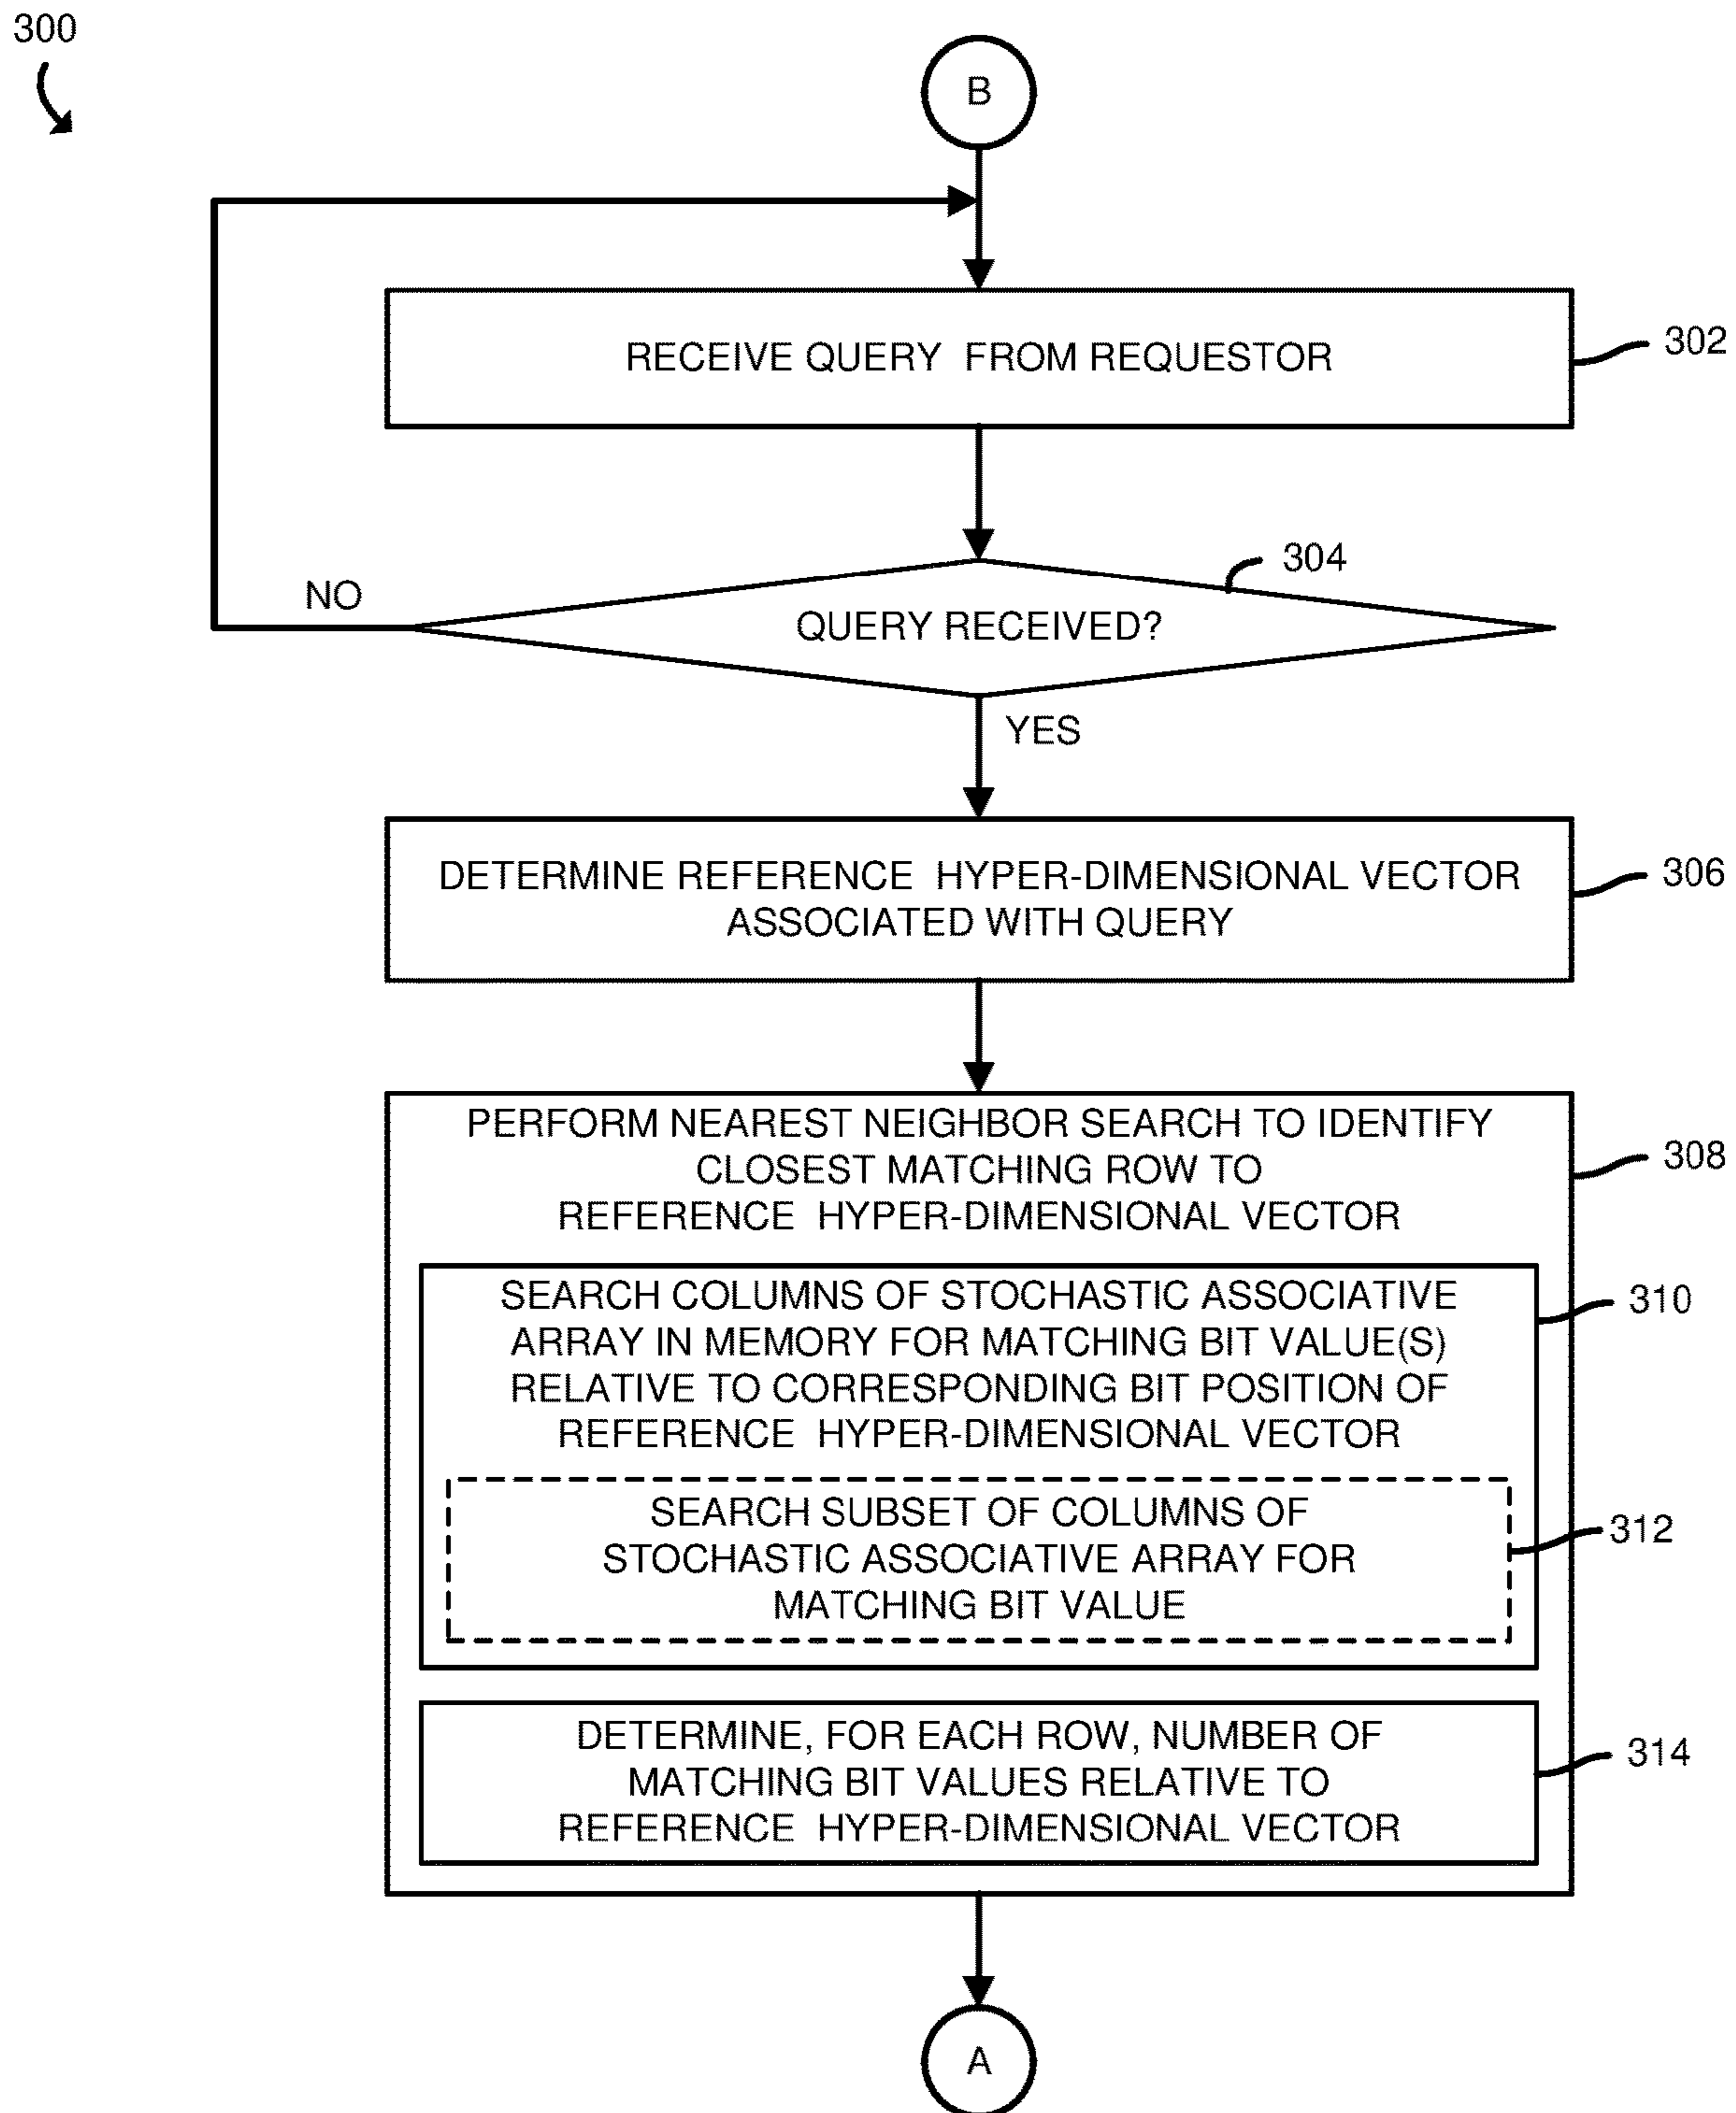 300
B
RECEIVE QUERY FROM REQUESTOR
302
304
NO
QUERY RECEIVED?
YES
DETERMINE REFERENCE HYPER-DIMENSIONAL VECTOR
ASSOCIATED WITH QUERY
306
PERFORM NEAREST NEIGHBOR SEARCH TO IDENTIFY
CLOSEST MATCHING ROW TO
REFERENCE HYPER-DIMENSIONAL VECTOR
308
SEARCH COLUMNS OF STOCHASTIC ASSOCIATIVE
ARRAY IN MEMORY FOR MATCHING BIT VALUE(S)
RELATIVE TO CORRESPONDING BIT POSITION OF
REFERENCE HYPER-DIMENSIONAL VECTOR
310
SEARCH SUBSET OF COLUMNS OF
STOCHASTIC ASSOCIATIVE ARRAY FOR
MATCHING BIT VALUE
312
DETERMINE, FOR EACH ROW, NUMBER OF
MATCHING BIT VALUES RELATIVE TO
REFERENCE HYPER-DIMENSIONAL VECTOR
314
A